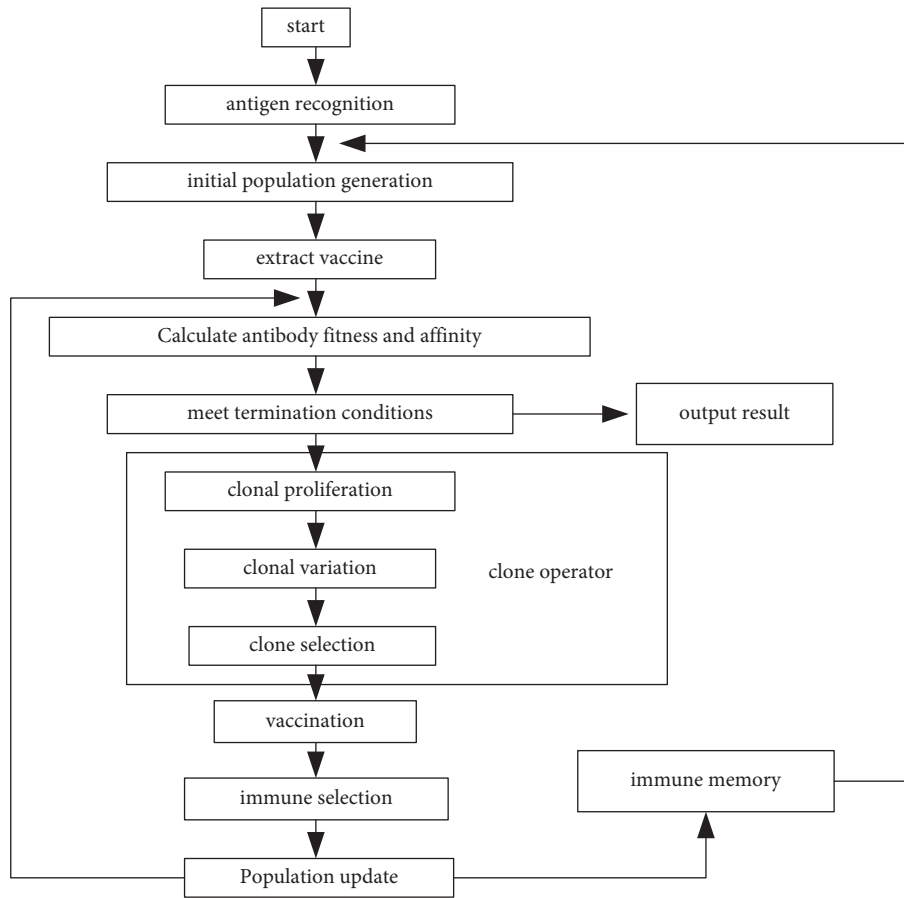 start
antigen recognition
initial population generation
extract vaccine
Calculate antibody fitness and affinity
meet termination conditions
output result
clonal proliferation
clonal variation
clone operator
clone selection
vaccination
immune selection
immune memory
Population update